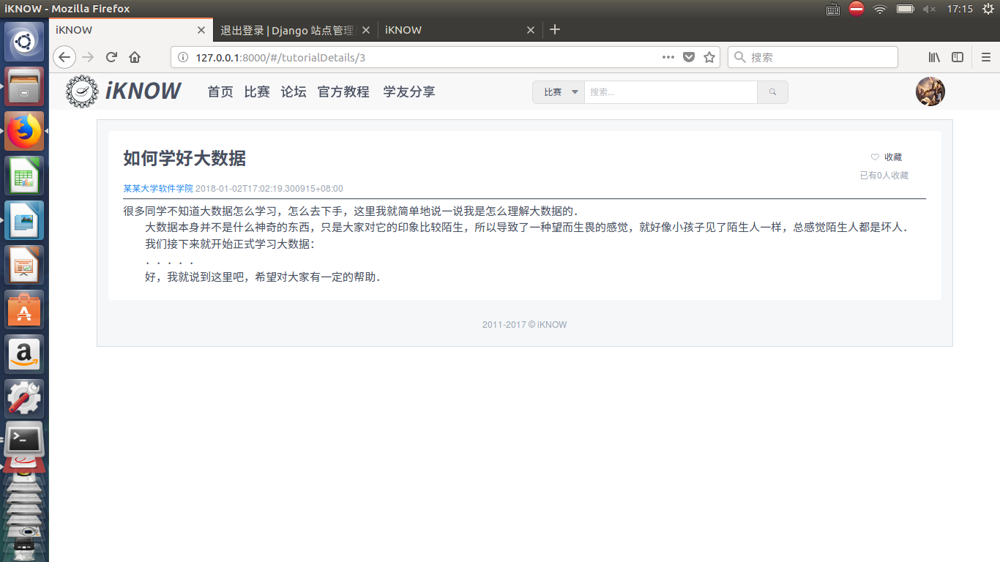 iKNOW - Mozilla Firefox
17:15
iKNOW
退出登录 | Django 站点管理
iKNOW
127.0.0.1:8000/#/tutorialDetails/3
搜索
iKNOW
首页 比赛 论坛 官方教程 学友分享
比赛
搜索...
如何学好大数据
收藏
已有0人收藏
某某大学软件学院 2018-01-02T17:02:19.300915+08:00
很多同学不知道大数据怎么学习，怎么去下手，这里我就简单地说一说我是怎么理解大数据的．
大数据本身并不是什么神奇的东西，只是大家对它的印象比较陌生，所以导致了一种望而生畏的感觉，就好像小孩子见了陌生人一样，总感觉陌生人都是坏人．
我们接下来就开始正式学习大数据：
．．．．．
好，我就说到这里吧，希望对大家有一定的帮助．
2011-2017 © iKNOW